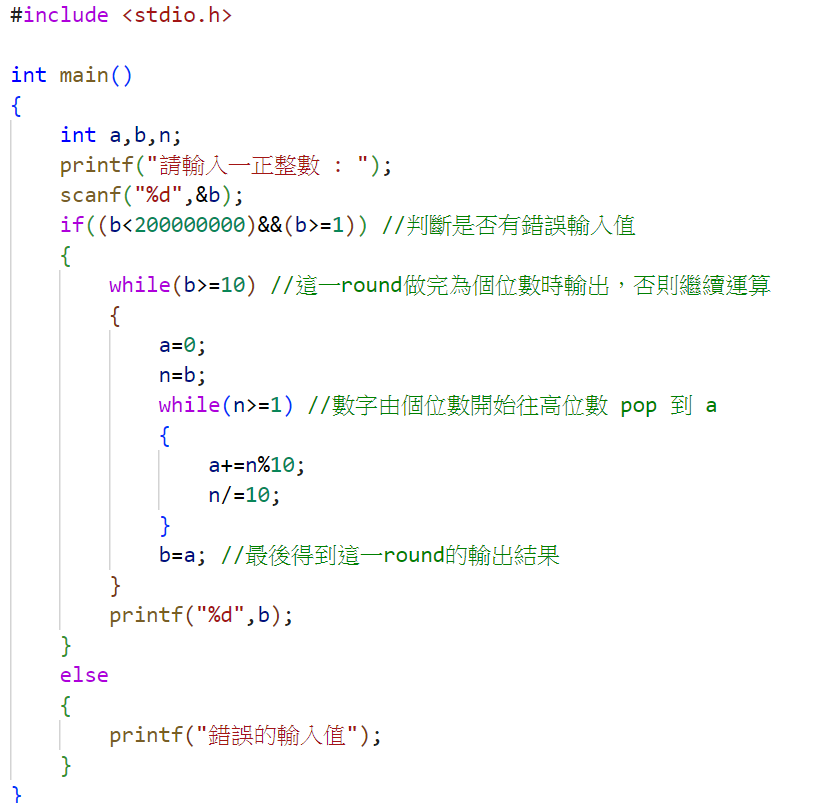 #include <stdio.h>
int main()
{
int a,b,n;
printf("請輸入一正整數 : ");
scanf("%d",&b);
if((b<200000000)&&(b>=1)) //判斷是否有錯誤輸入值
{
while(b>=10) //這一round做完為個位數時輸出，否則繼續運算
{
a=0;
n=b;
while(n>=1) //數字由個位數開始往高位數 pop 到 a
{
a+=n%10;
n/=10;
}
b=a; //最後得到這一round的輸出結果
}
printf("%d",b);
}
else
{
printf("錯誤的輸入值");
}
}